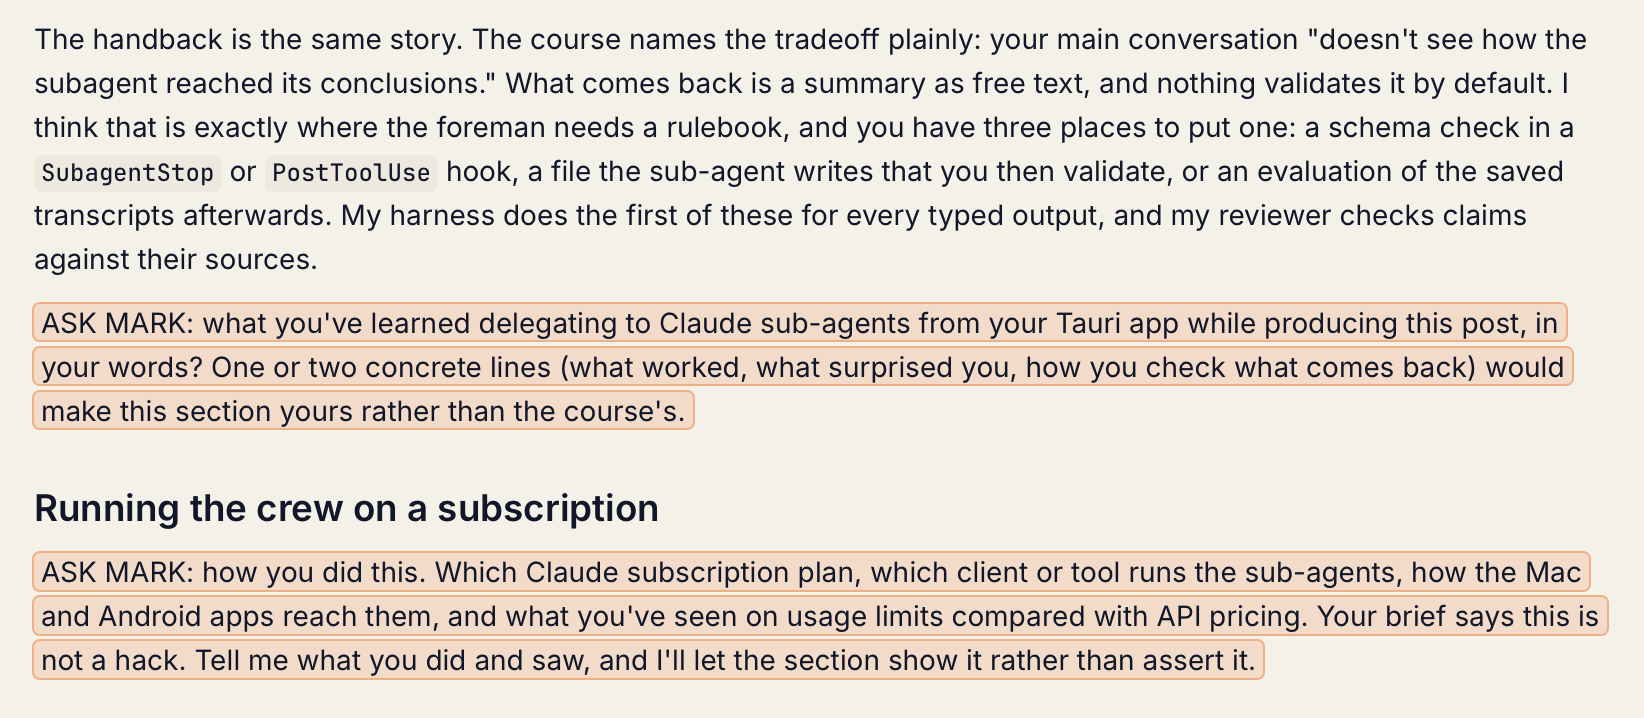 The handback is the same story. The course names the tradeoff plainly: your main conversation "doesn't see how the
subagent reached its conclusions." What comes back is a summary as free text, and nothing validates it by default. I
think that is exactly where the foreman needs a rulebook, and you have three places to put one: a schema check in a
SubagentStop or PostToolUse hook, a file the sub-agent writes that you then validate, or an evaluation of the saved
transcripts afterwards. My harness does the first of these for every typed output, and my reviewer checks claims
against their sources.
ASK MARK: what you've learned delegating to Claude sub-agents from your Tauri app while producing this post, in
your words? One or two concrete lines (what worked, what surprised you, how you check what comes back) would
make this section yours rather than the course's.
Running the crew on a subscription
ASK MARK: how you did this. Which Claude subscription plan, which client or tool runs the sub-agents, how the Mac
and Android apps reach them, and what you've seen on usage limits compared with API pricing. Your brief says this is
not a hack. Tell me what you did and saw, and I'll let the section show it rather than assert it.